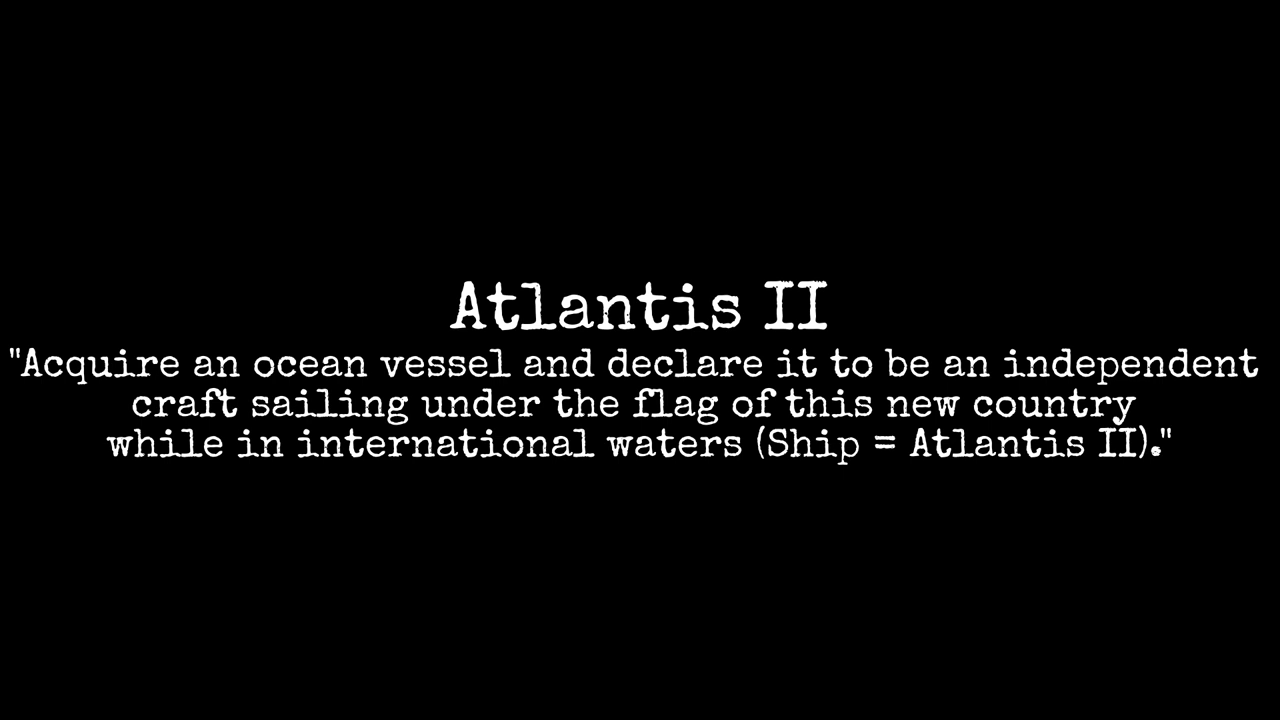 Atlantis II
"Acquire an ocean vessel and declare it to be an independent
craft sailing under the flag of this new country
while in international waters (Ship = Atlantis II)."